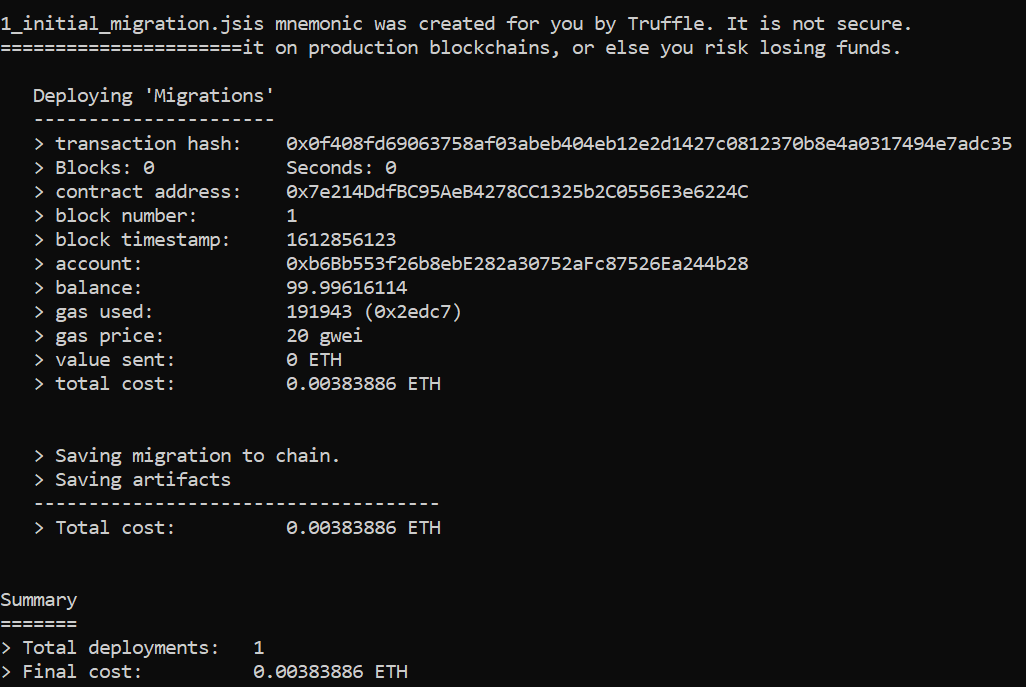 1_initial_migration.jsis mnemonic was created for you by Truffle. It is not secure.
======================it on production blockchains, or else you risk losing funds.
Deploying 'Migrations'
----------------------
> transaction hash: 0x0f408fd69063758af03abeb404eb12e2d1427c0812370b8e4a0317494e7adc35
> Blocks: 0 Seconds: 0
> contract address: 0x7e214DdfBC95AeB4278CC1325b2C0556E3e6224C
> block number: 1
> block timestamp: 1612856123
> account: 0xb6Bb553f26b8ebE282a30752aFc87526Ea244b28
> balance: 99.99616114
> gas used: 191943 (0x2edc7)
> gas price: 20 gwei
> value sent: 0 ETH
> total cost: 0.00383886 ETH
> Saving migration to chain.
> Saving artifacts
-------------------------------------
> Total cost: 0.00383886 ETH
Summary
=======
> Total deployments: 1
> Final cost: 0.00383886 ETH